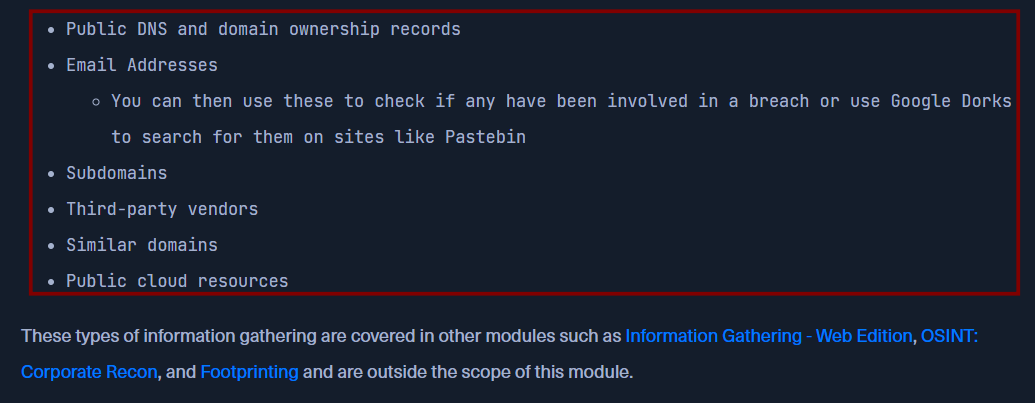 • Public DNS and domain ownership records
• Email Addresses
○ You can then use these to check if any have been involved in a breach or use Google Dorks
to search for them on sites like Pastebin
• Subdomains
• Third-party vendors
• Similar domains
• Public cloud resources
These types of information gathering are covered in other modules such as Information Gathering - Web Edition, OSINT:
Corporate Recon, and Footprinting and are outside the scope of this module.